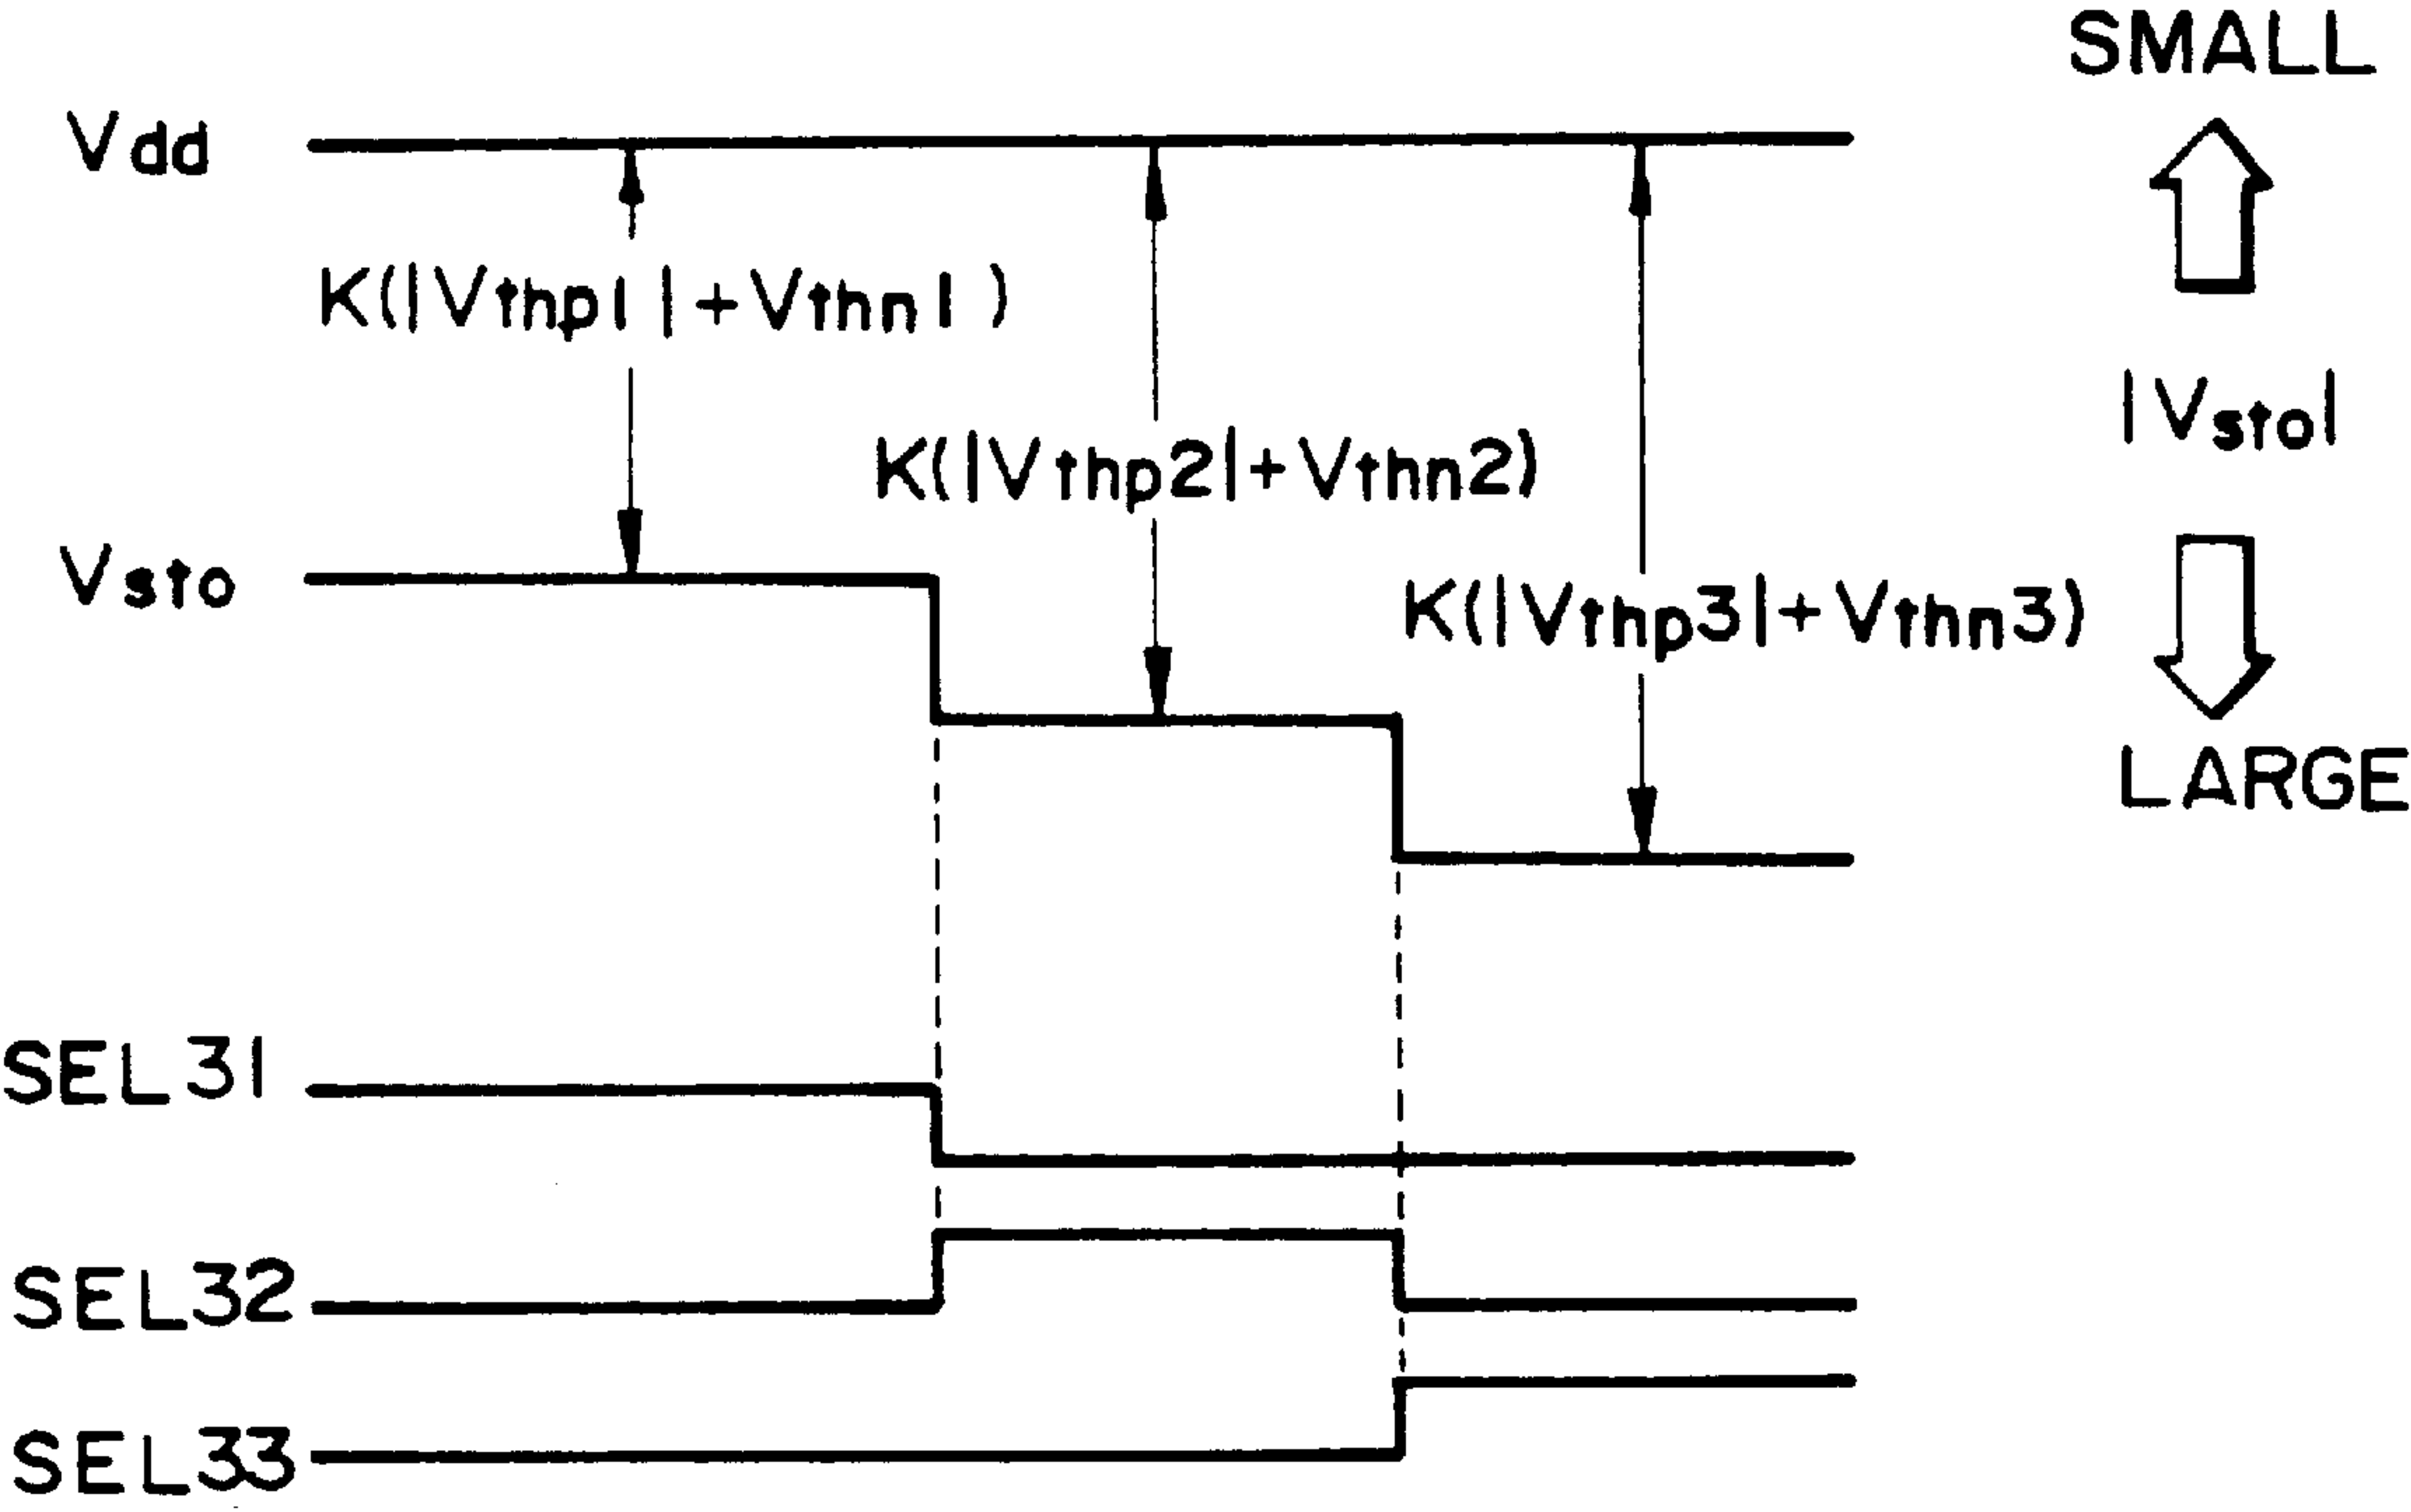 SMALL
Vdd
K(|Vthp1|+Vthn1)
|Vsto|
K(|Vthp2|+Vthn2)
Vsto
K(|Vthp3|+Vthn3)
LARGE
SEL31
SEL32
SEL33